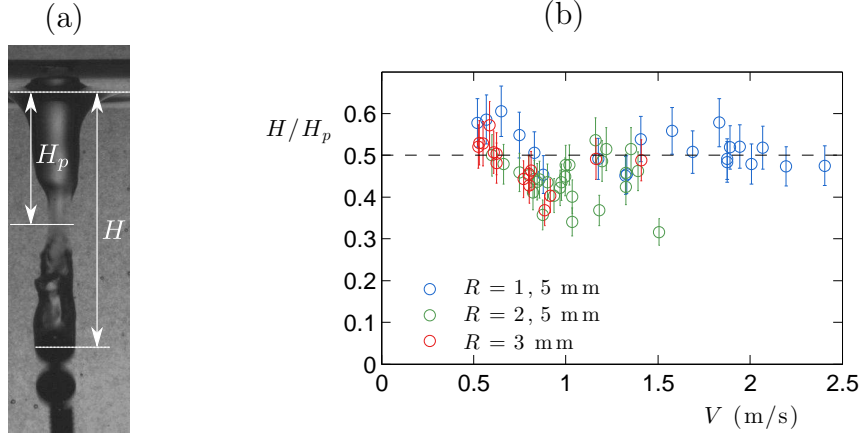 (a)
H_p
H
(b)
H/H_p
0.6
0.5
0.4
0.3
0.2
0.1
0
0
0.5
1
1.5
2
2.5
R = 1, 5 mm
R = 2, 5 mm
R = 3 mm
V (m/s)